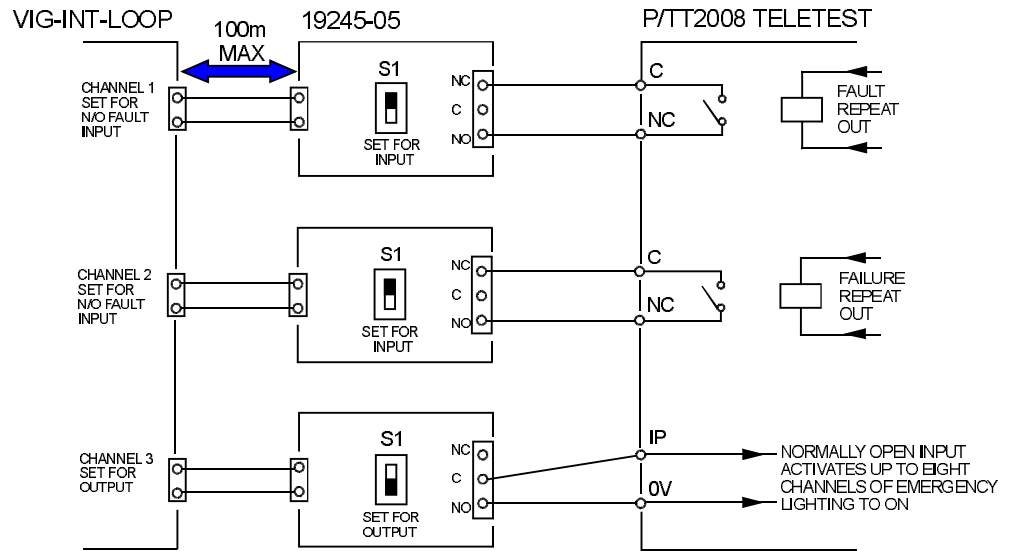 VIG-INT-LOOP
100m
MAX
19245-05
P/TT2008 TELETEST
CHANNEL 1
SET FOR
N/O FAULT
INPUT
S1
SET FOR
INPUT
NC
C
NO
C
NC
FAULT
REPEAT
OUT
CHANNEL 2
SET FOR
N/O FAULT
INPUT
S1
SET FOR
INPUT
NC
C
NO
C
NC
FAILURE
REPEAT
OUT
CHANNEL 3
SET FOR
OUTPUT
S1
SET FOR
OUTPUT
NC
C
NO
IP
0V
NORMALLY OPEN INPUT
ACTIVATES UP TO EIGHT
CHANNELS OF EMERGENCY
LIGHTING TO ON